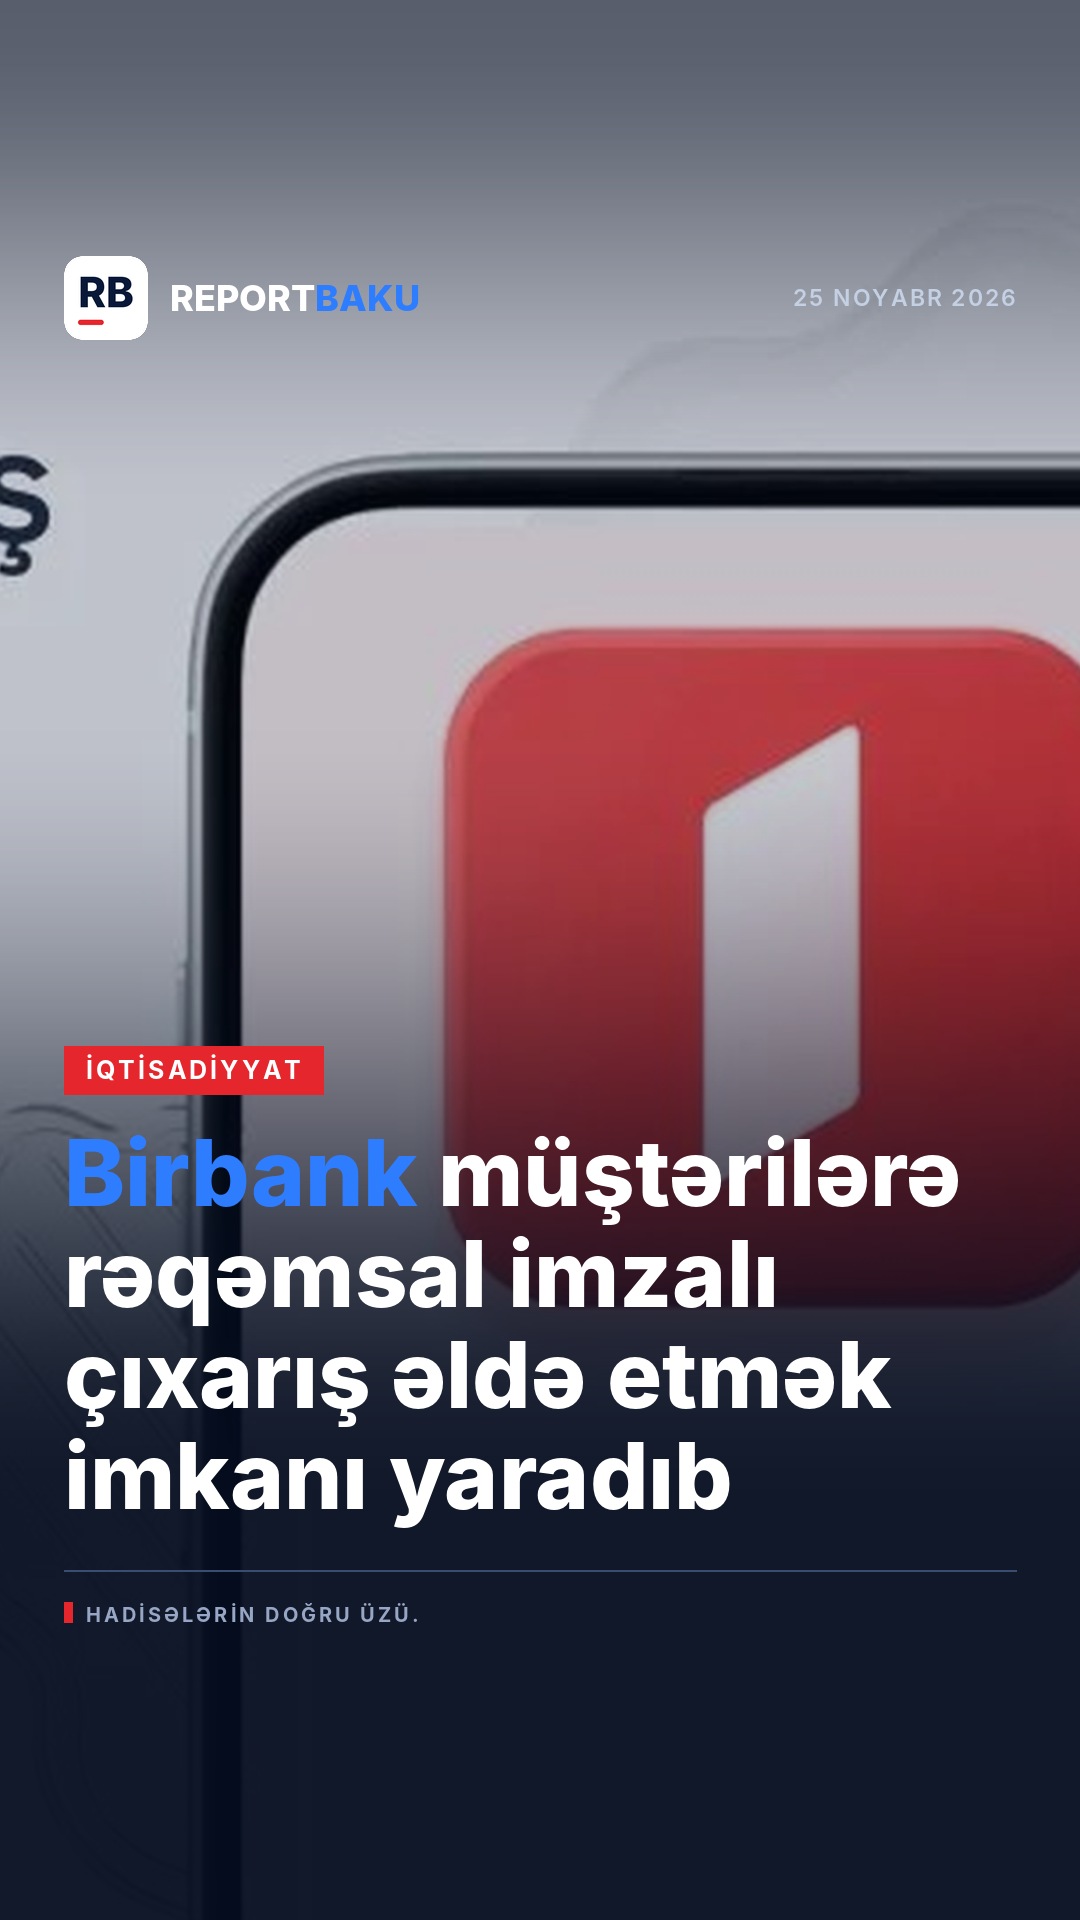 RB
REPORTBAKU
25 NOYABR 2026
Ş
İQTİSADİYYAT
Birbank müştərilərə
rəqəmsal imzalı
çıxarış əldə etmək
imkanı yaradıb
HADİSƏLƏRİN DOĞRU ÜZÜ.